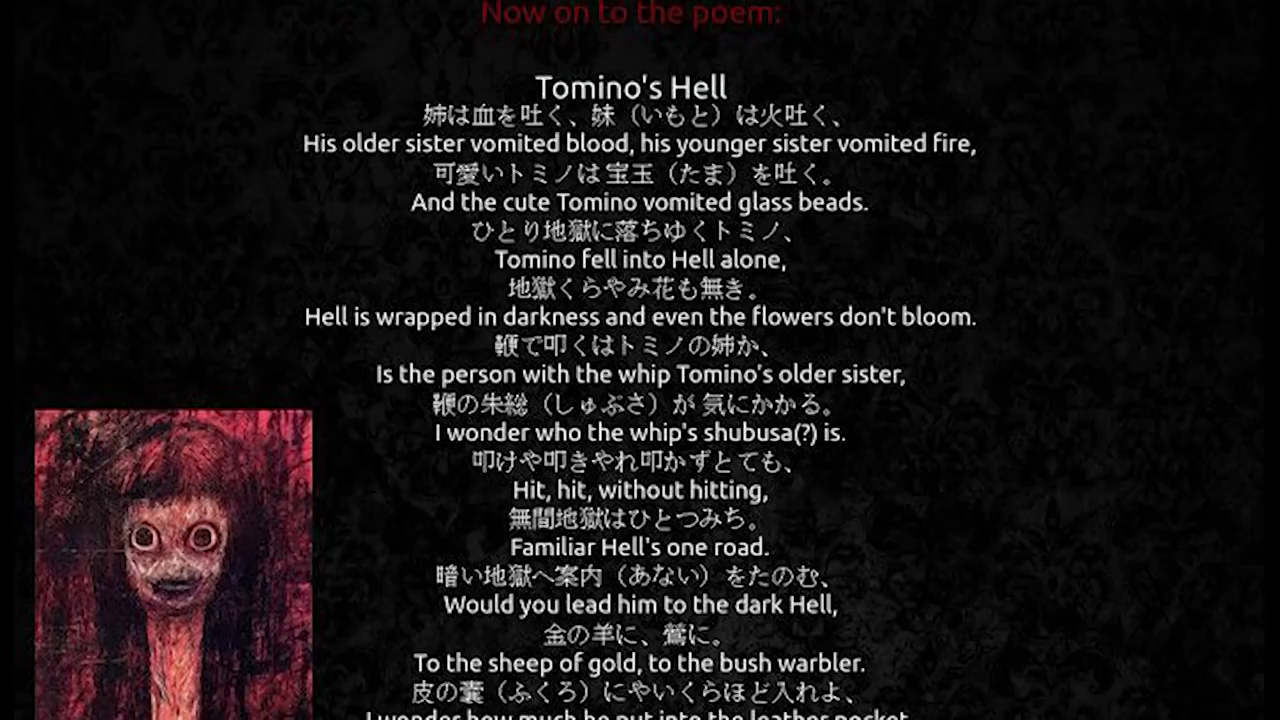 Now on to the poem:
Tomino's Hell
姉は血を吐く、妹（いもと）は火吐く、
His older sister vomited blood, his younger sister vomited fire,
可愛いトミノは 宝玉（たま）を吐く。
And the cute Tomino vomited glass beads.
ひとり地獄に落ちゆくトミノ、
Tomino fell into Hell alone,
地獄くらやみ花も無き。
Hell is wrapped in darkness and even the flowers don't bloom.
鞭で叩くはトミノの姉か、
Is the person with the whip Tomino's older sister,
鞭の朱総（しゅぶさ）が 気にかかる。
I wonder who the whip's shubusa(?) is.
叩けや叩きやれ叩かずとても、
Hit, hit, without hitting,
無間地獄はひとつみち。
Familiar Hell's one road.
暗い地獄へ案内（あない）をたのむ、
Would you lead him to the dark Hell,
金の羊に、鶯に。
To the sheep of gold, to the bush warbler.
皮の嚢（ふくろ）にやいくらほど入れよ、
I wonder how much he put into the leather pocket,